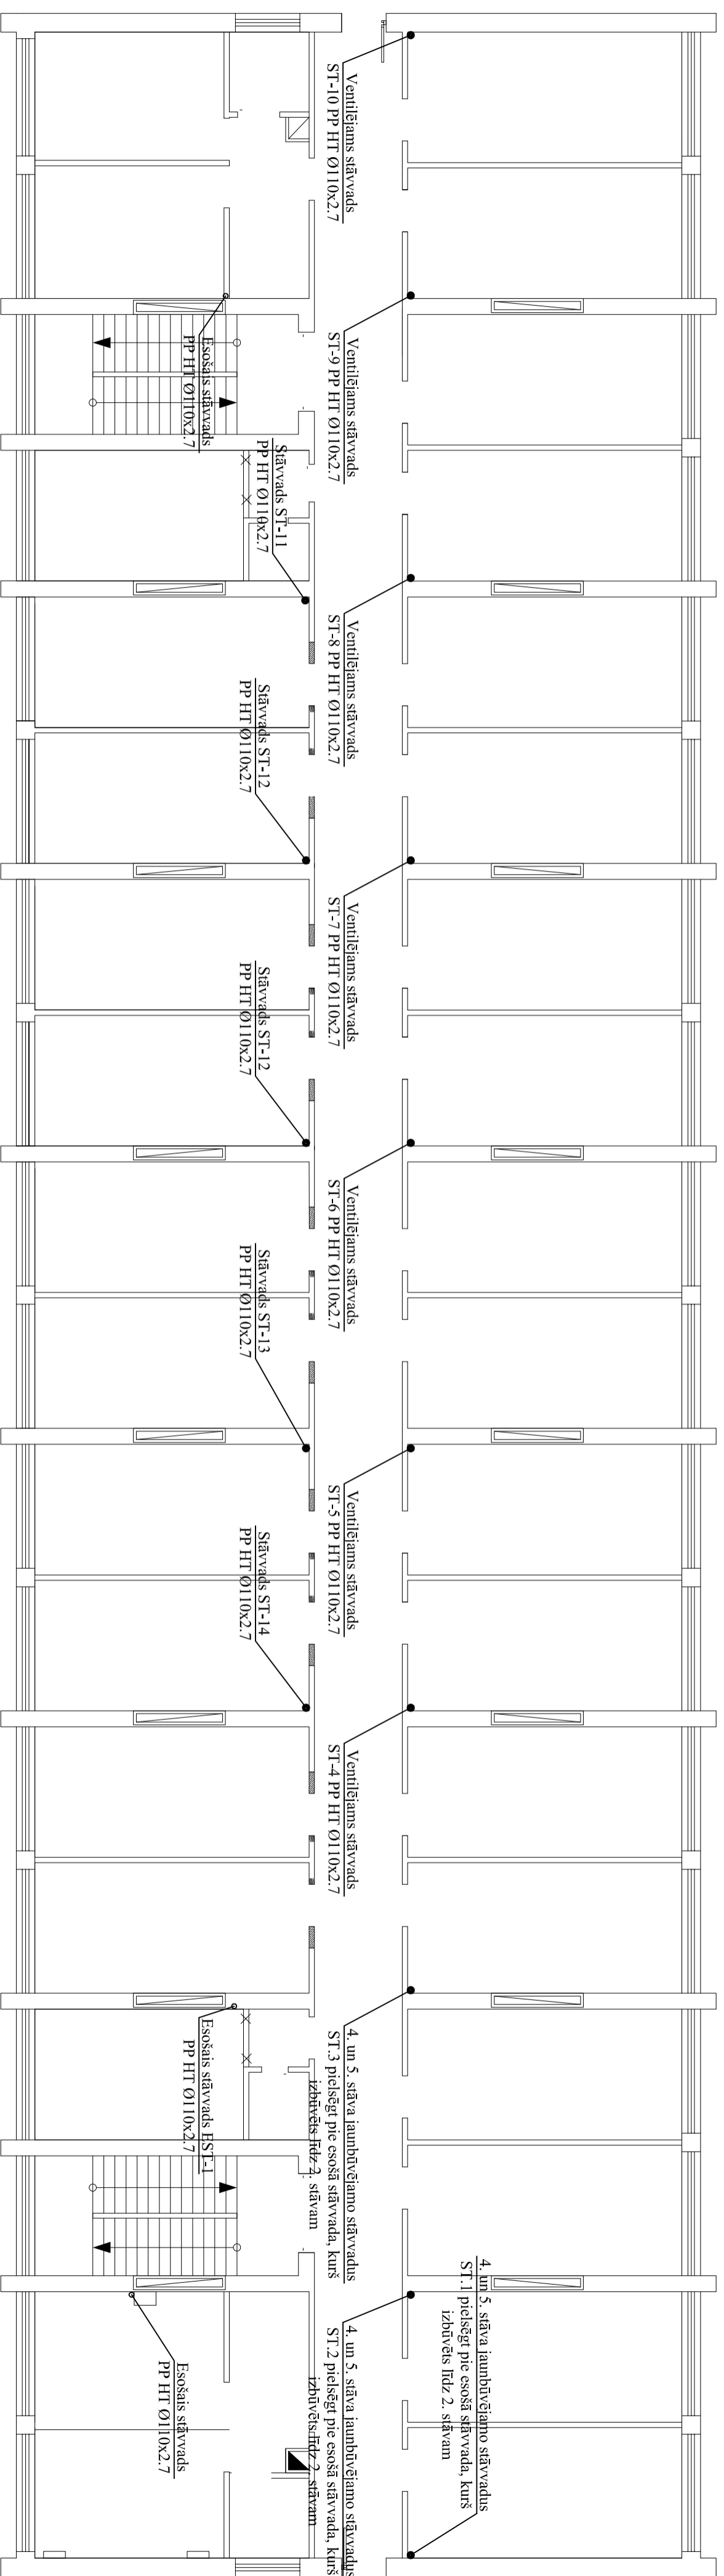 Ventilējams stāvvads
ST-10 PP HT Ø110x2.7
Esošais stāvvads
PP HT Ø110x2.7
Ventilējams stāvvads
ST-9 PP HT Ø110x2.7
Stāvvads ST-11
PP HT Ø110x2.7
Ventilējams stāvvads
ST-8 PP HT Ø110x2.7
Stāvvads ST-12
PP HT Ø110x2.7
Ventilējams stāvvads
ST-7 PP HT Ø110x2.7
Stāvvads ST-12
PP HT Ø110x2.7
Ventilējams stāvvads
ST-6 PP HT Ø110x2.7
Stāvvads ST-13
PP HT Ø110x2.7
Ventilējams stāvvads
ST-5 PP HT Ø110x2.7
Stāvvads ST-14
PP HT Ø110x2.7
Ventilējams stāvvads
ST-4 PP HT Ø110x2.7
Esošais stāvvads EST-1
PP HT Ø110x2.7
4. un 5. stāva jaunbūvējamo stāvvadus
ST.3 pielsēgt pie esošā stāvvada, kurš
izbūvēts līdz 2. stāvam
4. un 5. stāva jaunbūvējamo stāvvadus
ST.1 pielsēgt pie esošā stāvvada, kurš
izbūvēts līdz 2. stāvam
4. un 5. stāva jaunbūvējamo stāvvadus
ST.2 pielsēgt pie esošā stāvvada, kurš
izbūvēts līdz 2. stāvam
Esošais stāvvads
PP HT Ø110x2.7